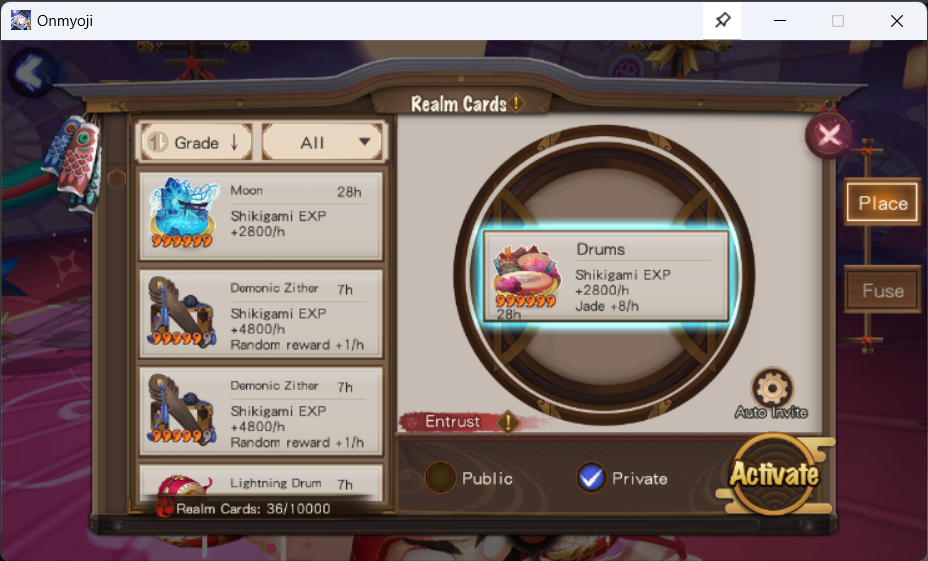 Onmyoji
Realm Cards !
Grade ↓
All
Place
Fuse
Moon 28h
Shikigami EXP
+2800/h
999999
Demonic Zither 7h
Shikigami EXP
+4800/h
Random reward +1/h
999999
Demonic Zither 7h
Shikigami EXP
+4800/h
Random reward +1/h
999999
Lightning Drum 7h
Realm Cards: 36/10000
Drums
Shikigami EXP
+2800/h
Jade +8/h
999999
28h
Auto Invite
Entrust !
Public
Private
Activate